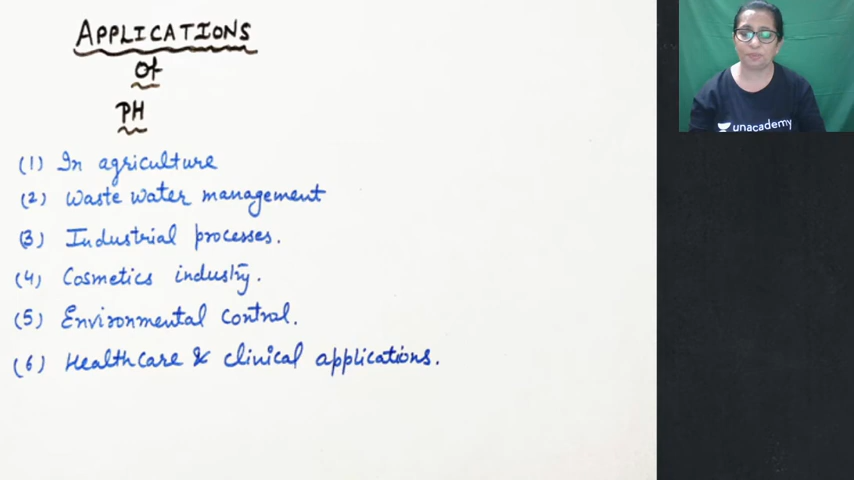 APPLICATIONS
Of
PH
(1) In agriculture
(2) Waste water management
(3) Industrial processes.
(4) Cosmetics industry.
(5) Environmental control.
(6) Healthcare & clinical applications.
unacademy